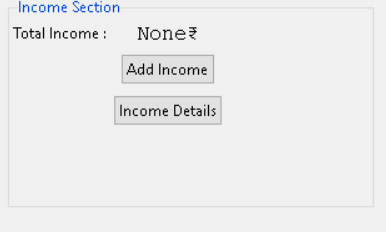 Income Section
Total Income : None₹
Add Income
Income Details